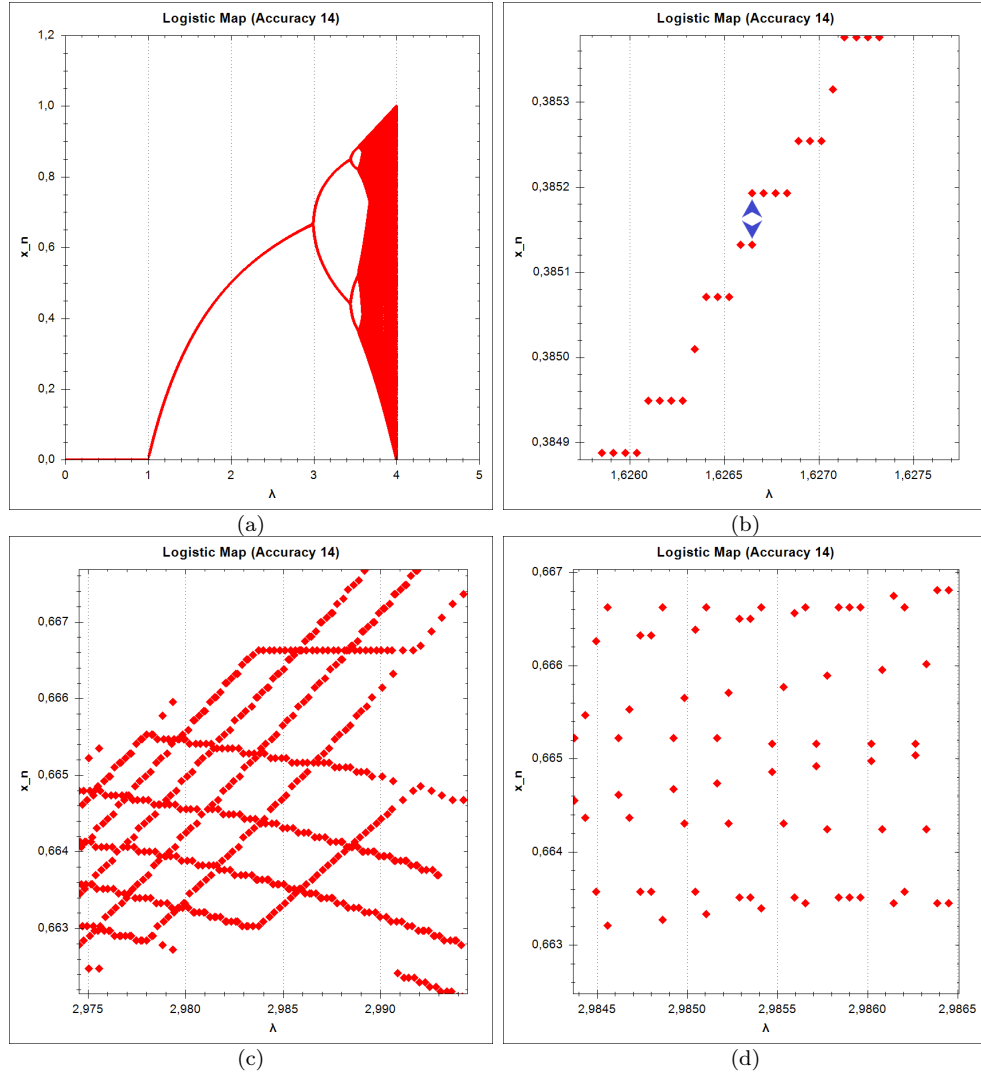 Logistic Map (Accuracy 14)
1,2
1,0
0,8
x_n
0,6
0,4
0,2
0,0
0 1 2 3 4 5
λ
(a)
Logistic Map (Accuracy 14)
0,3853
0,3852
x_n
0,3851
0,3850
0,3849
1,6260 1,6265 1,6270 1,6275
λ
(b)
Logistic Map (Accuracy 14)
0,667
0,666
x_n
0,665
0,664
0,663
2,975 2,980 2,985 2,990
λ
(c)
Logistic Map (Accuracy 14)
0,667
0,666
x_n
0,665
0,664
0,663
2,9845 2,9850 2,9855 2,9860 2,9865
λ
(d)